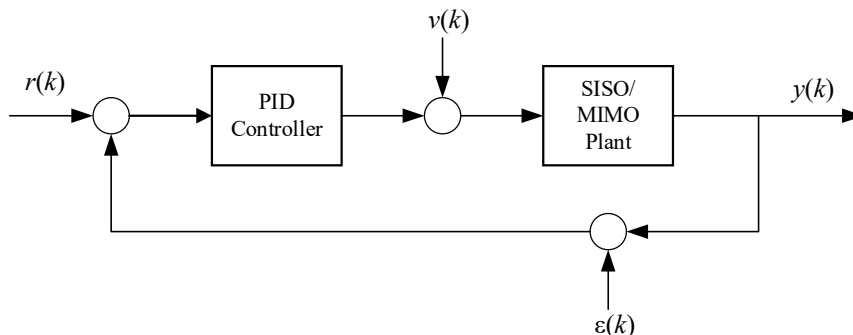 v(k)
r(k)
PID
Controller
SISO/
MIMO
Plant
y(k)
ε(k)